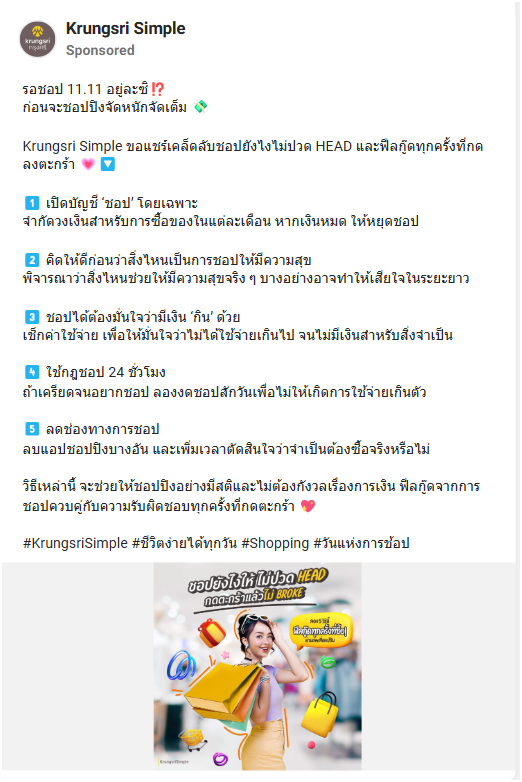 Krungsri Simple
Sponsored
krungsri
กรุงศรี
รอชอป 11.11 อยู่ละซิ ⁉️
ก่อนจะชอปปิงจัดหนักจัดเต็ม 💸
Krungsri Simple ขอแชร์เคล็ดลับชอปยังไงไม่ปวด HEAD และฟีลกู๊ดทุกครั้งที่กด
ลงตะกร้า 💗 🔽
1️⃣ เปิดบัญชี ‘ชอป’ โดยเฉพาะ
จำกัดวงเงินสำหรับการซื้อของในแต่ละเดือน หากเงินหมด ให้หยุดชอป
2️⃣ คิดให้ดีก่อนว่าสิ่งไหนเป็นการชอปให้มีความสุข
พิจารณาว่าสิ่งไหนช่วยให้มีความสุขจริง ๆ บางอย่างอาจทำให้เสียใจในระยะยาว
3️⃣ ชอปได้ต้องมั่นใจว่ามีเงิน ‘กิน’ ด้วย
เช็กค่าใช้จ่าย เพื่อให้มั่นใจว่าไม่ได้ใช้จ่ายเกินไป จนไม่มีเงินสำหรับสิ่งจำเป็น
4️⃣ ใช้กฎชอป 24 ชั่วโมง
ถ้าเครียดจนอยากชอป ลองงดชอปสักวันเพื่อไม่ให้เกิดการใช้จ่ายเกินตัว
5️⃣ ลดช่องทางการชอป
ลบแอปชอปปิงบางอัน และเพิ่มเวลาตัดสินใจว่าจำเป็นต้องซื้อจริงหรือไม่
วิธีเหล่านี้ จะช่วยให้ชอปปิงอย่างมีสติและไม่ต้องกังวลเรื่องการเงิน ฟีลกู๊ดจากการ
ชอปควบคู่กับความรับผิดชอบทุกครั้งที่กดตะกร้า 💖
#KrungsriSimple #ชีวิตง่ายได้ทุกวัน #Shopping #วันแห่งการช้อป
ชอปยังไงให้ ไม่ปวด HEAD
กดตะกร้าแล้วไม่ BROKE
ฟีลกู๊ดทุกครั้งที่ช้อป
KrungsriSimple